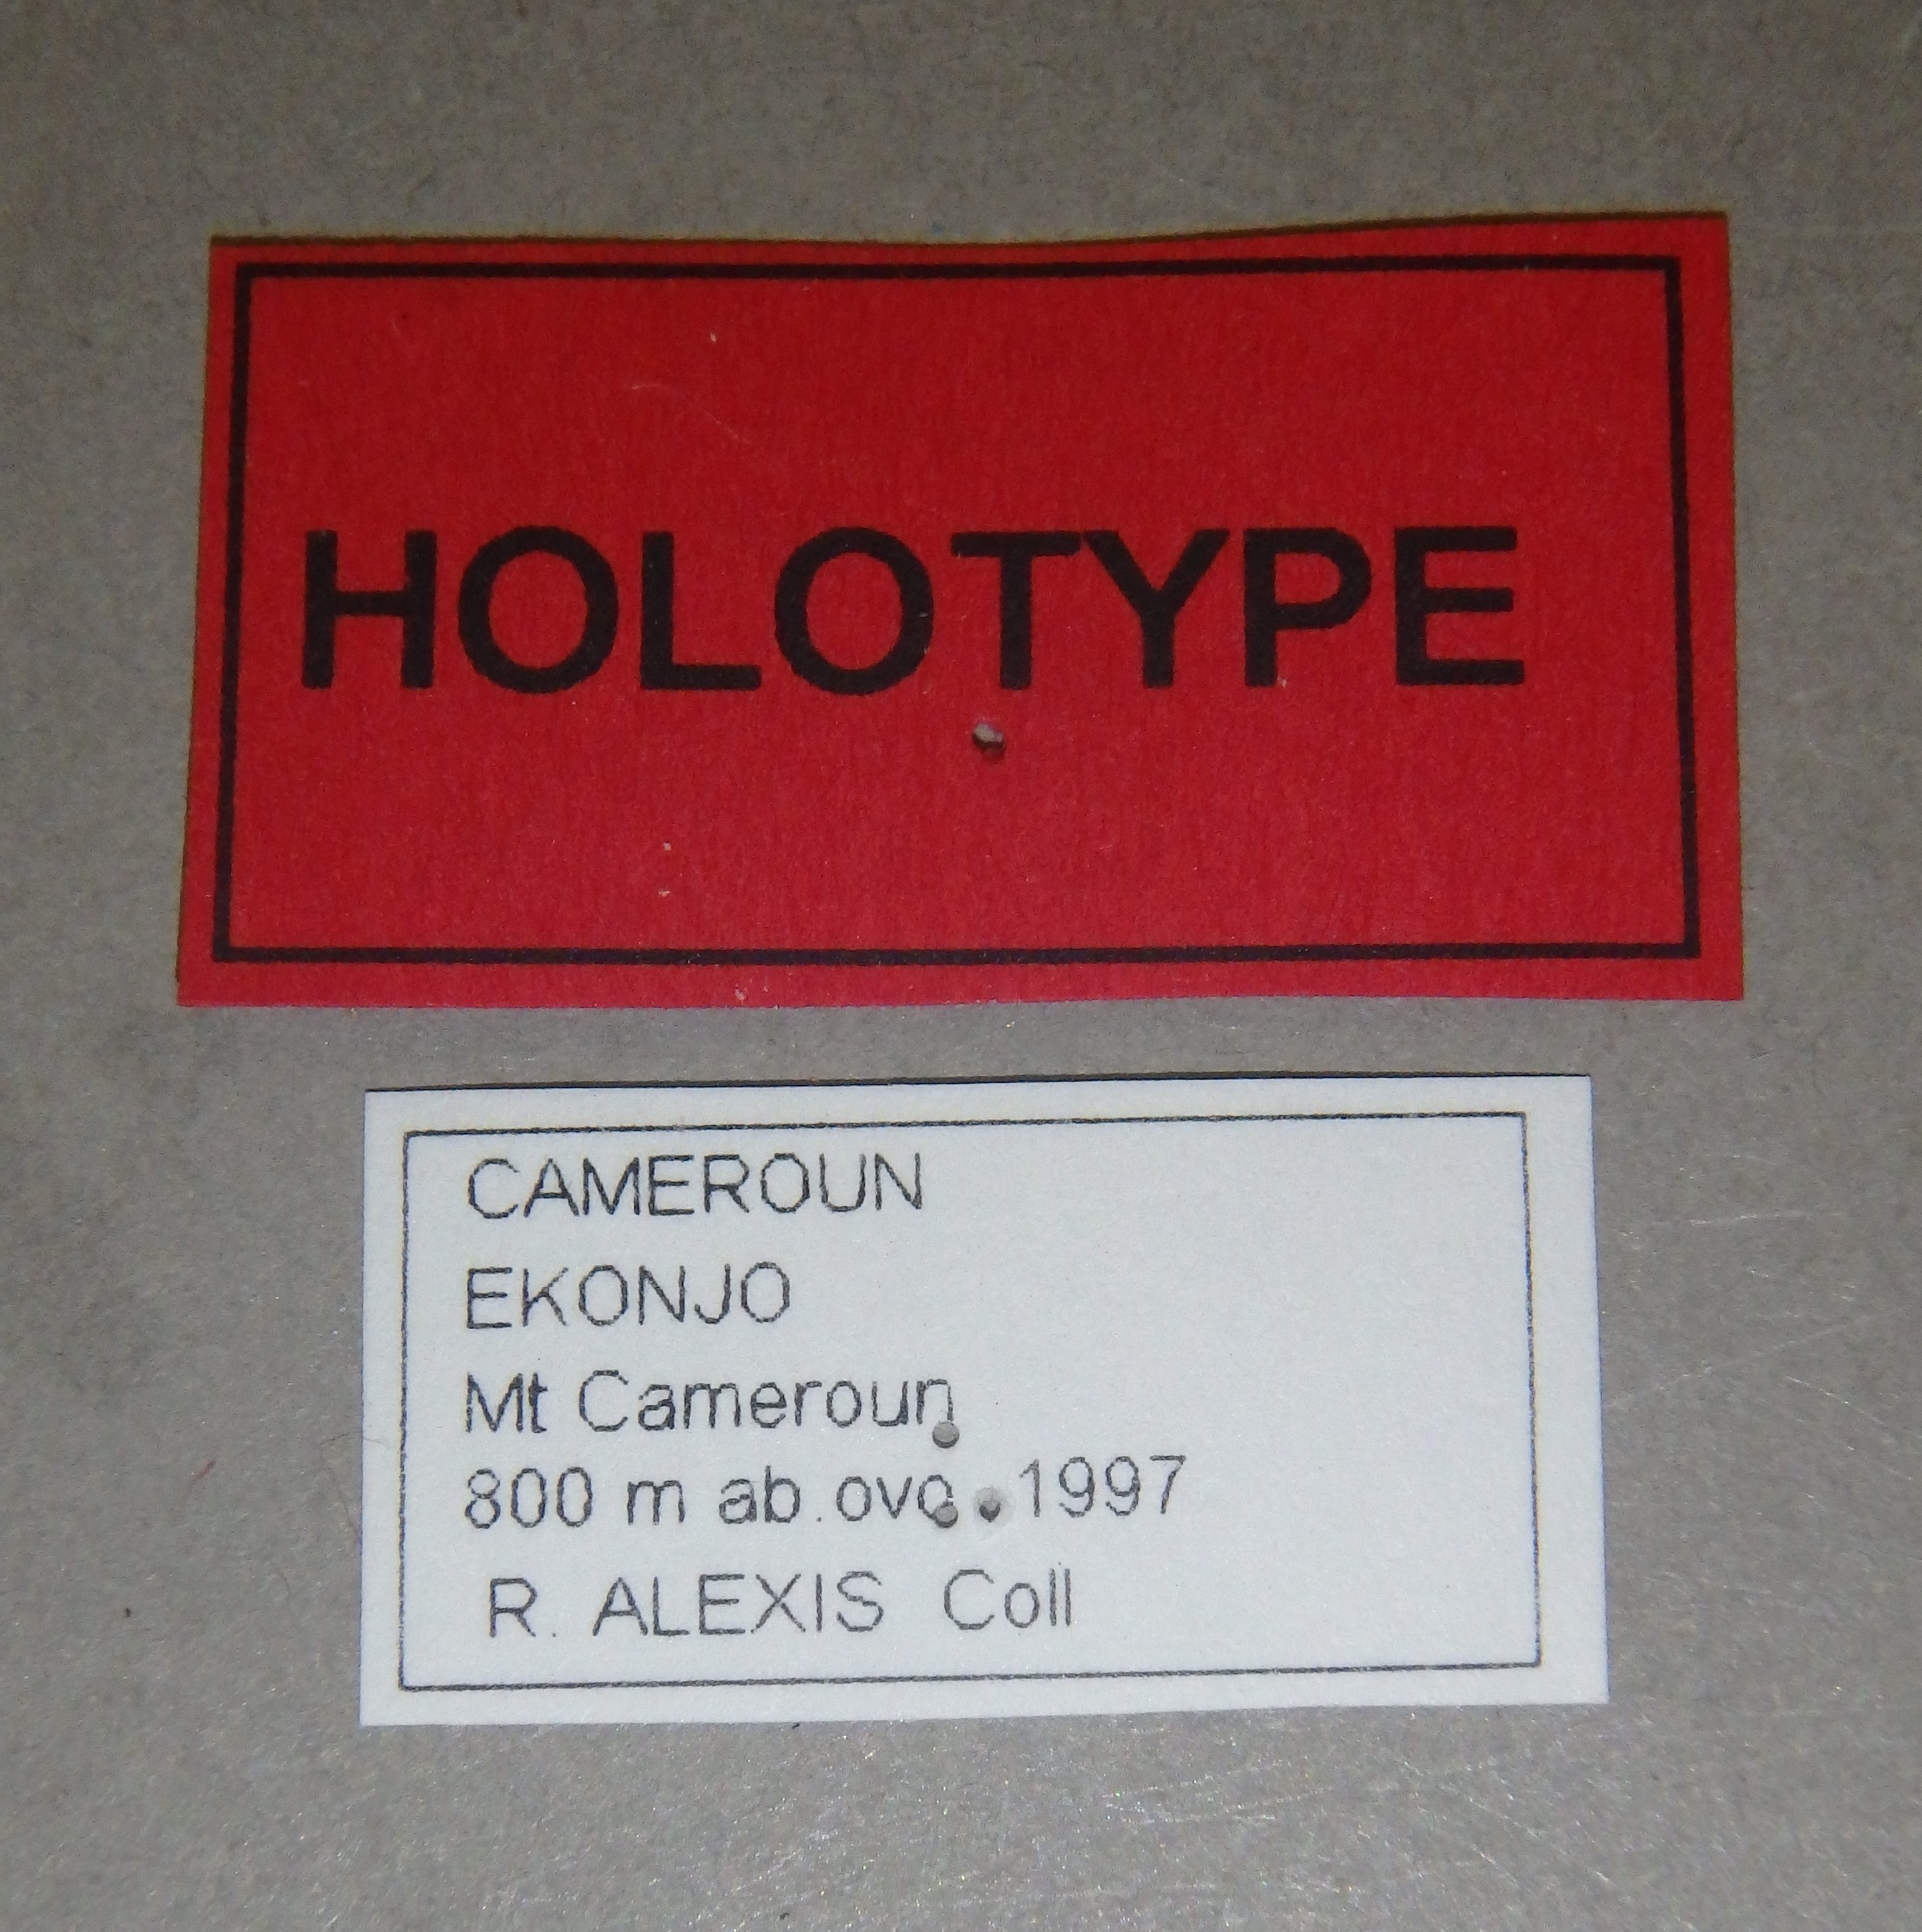 HOLOTYPE
CAMEROUN
EKONJO
Mt Cameroun
800 m ab.ovo. 1997
R. ALEXIS Coll